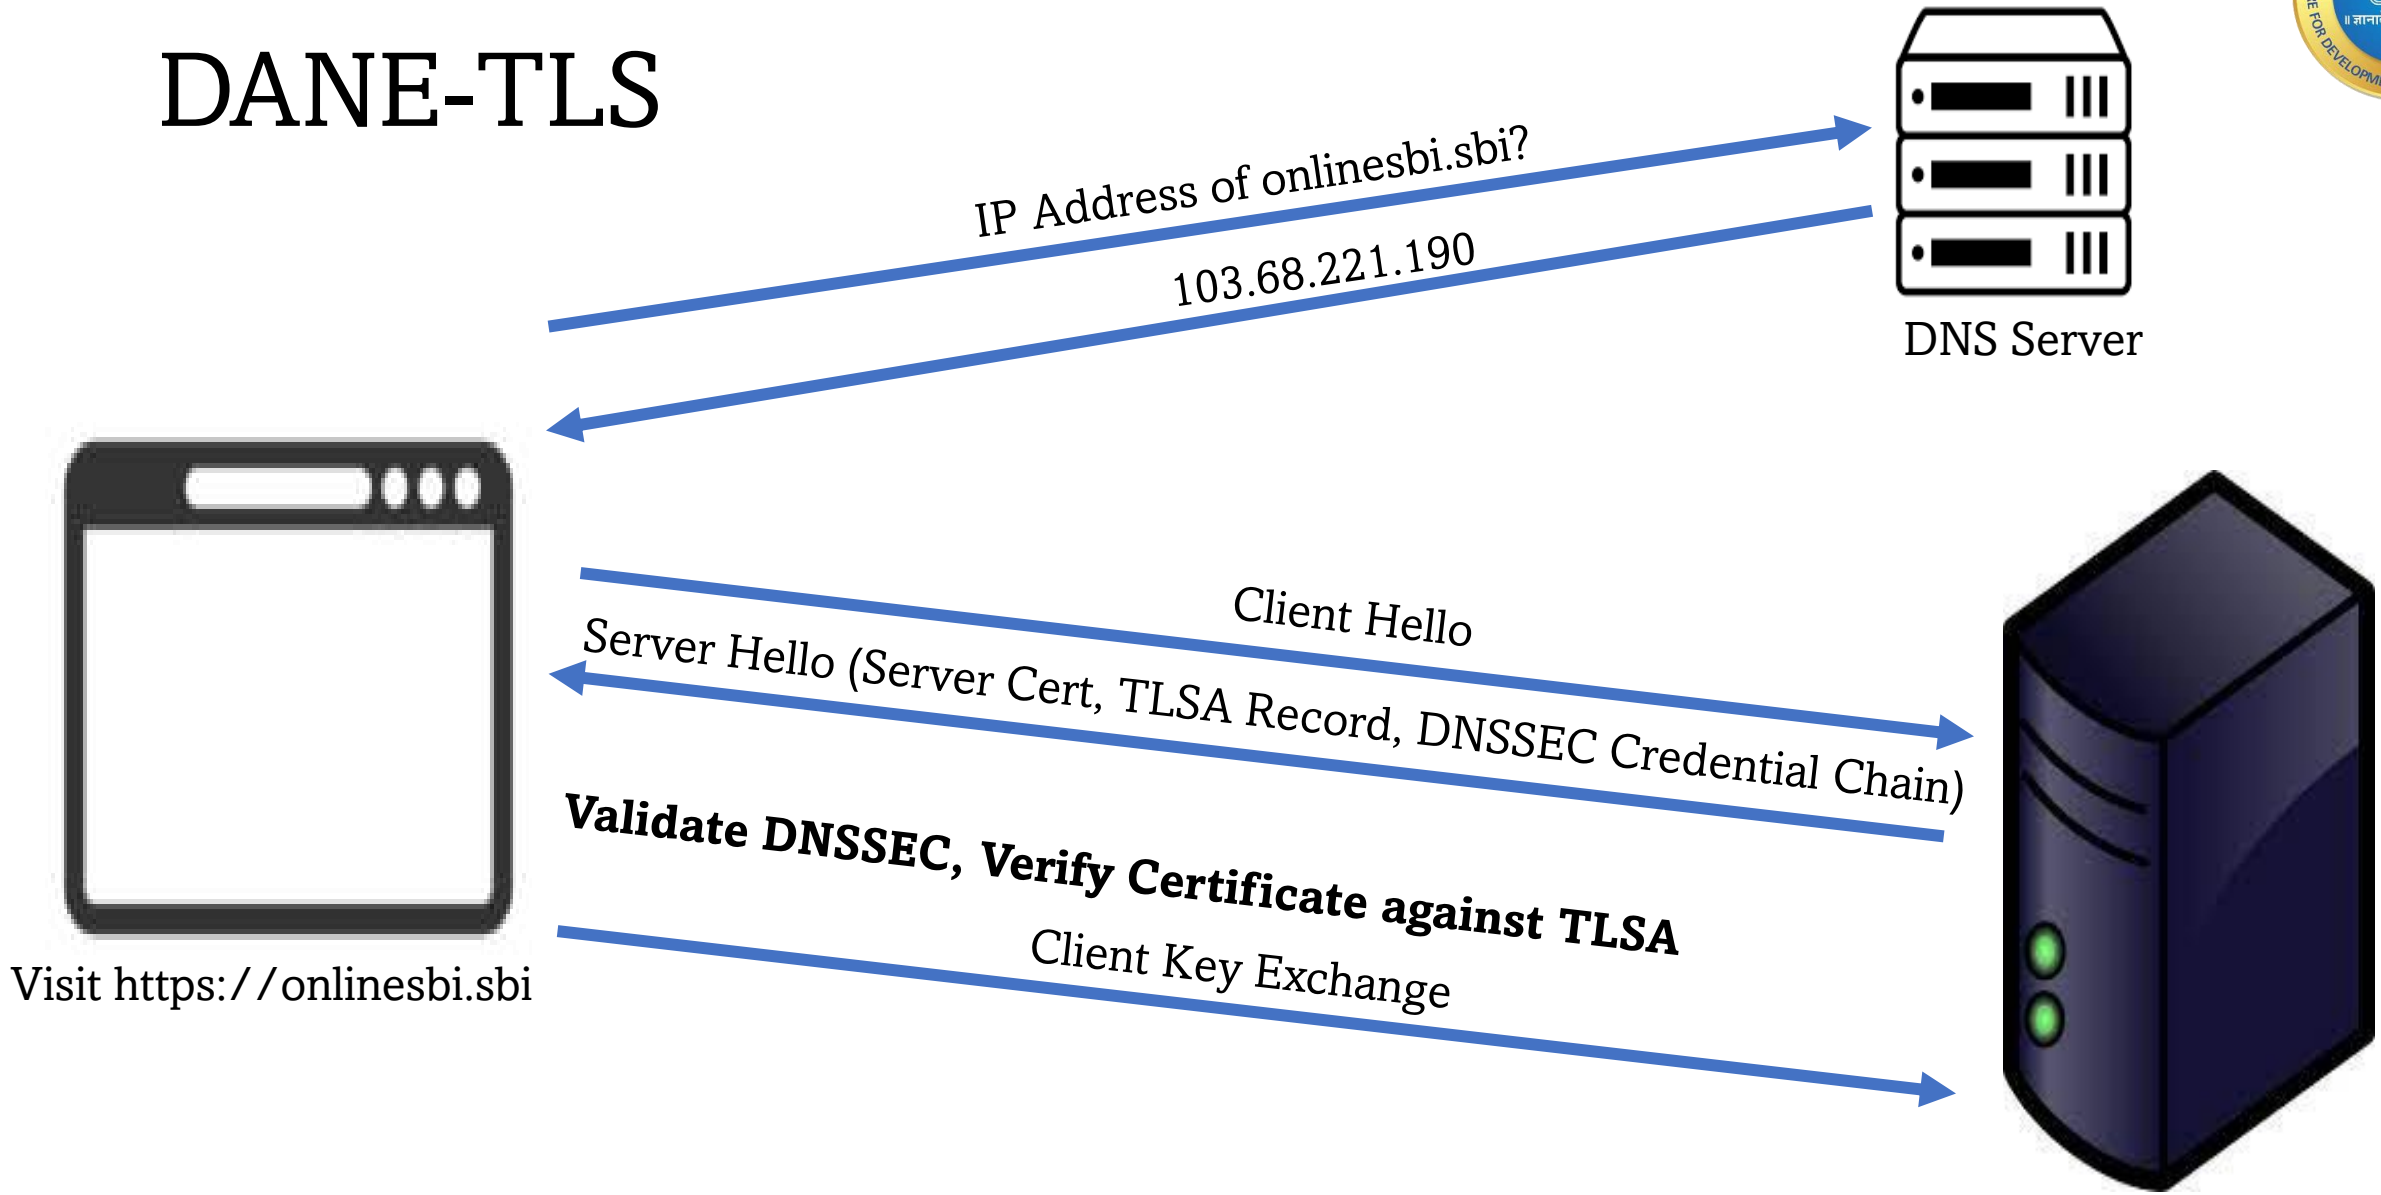 DANE-TLS
IP Address of onlinesbi.sbi?
103.68.221.190
DNS Server
Client Hello
Server Hello (Server Cert, TLSA Record, DNSSEC Credential Chain)
Validate DNSSEC, Verify Certificate against TLSA
Client Key Exchange
Visit https://onlinesbi.sbi